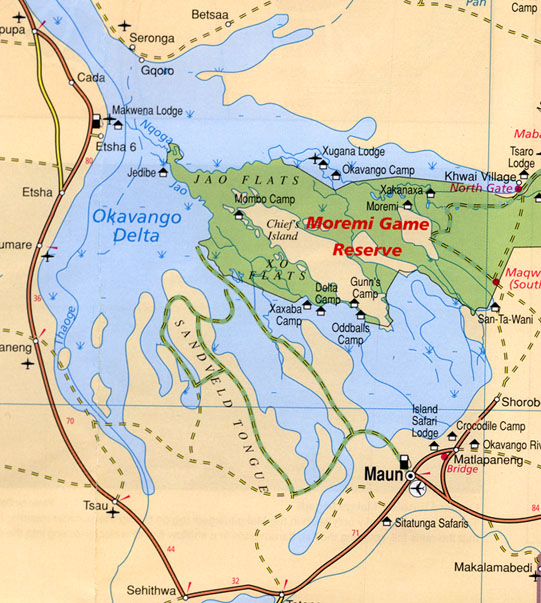 Camp
Pan
Betsaa
Seronga
Gqoro
upa
Cada
Makwena Lodge
Nqoga
Etsha 6
80
Jedibe
Jao
Xugana Lodge
Okavango Camp
Maba
Tsaro
Lodge
Khwai Village
North Gate
JAO FLATS
Xakanaxa
Moremi
Etsha
Mombo Camp
Chief's
Island
Moremi Game
Reserve
Okavango
Delta
umare
XO
FLATS
Maqw
(South
Delta
Camp
Gunn's
Camp
Xaxaba
Camp
Oddballs
Camp
San-Ta-Wani
36
Thaoge
aneng
SANDVELD TONGUE
70
Shorob
Island
Safari
Lodge
Crocodile Camp
Okavango Riv
Matlapaneng
Bridge
Maun
Tsau
84
Sitatunga Safaris
71
44
Makalamabedi
32
Sehithwa